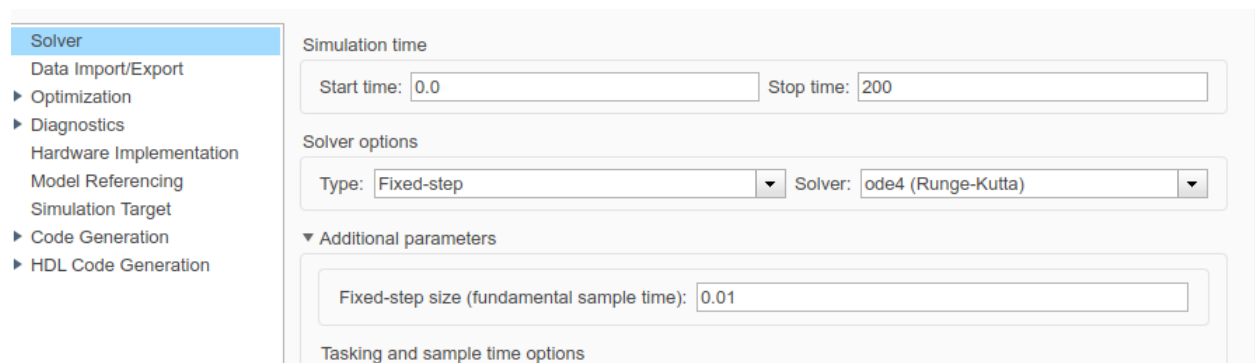 Solver
Data Import/Export
Optimization
Diagnostics
Hardware Implementation
Model Referencing
Simulation Target
Code Generation
HDL Code Generation
Simulation time
Start time: 0.0 Stop time: 200
Solver options
Type: Fixed-step Solver: ode4 (Runge-Kutta)
Additional parameters
Fixed-step size (fundamental sample time): 0.01
Tasking and sample time options